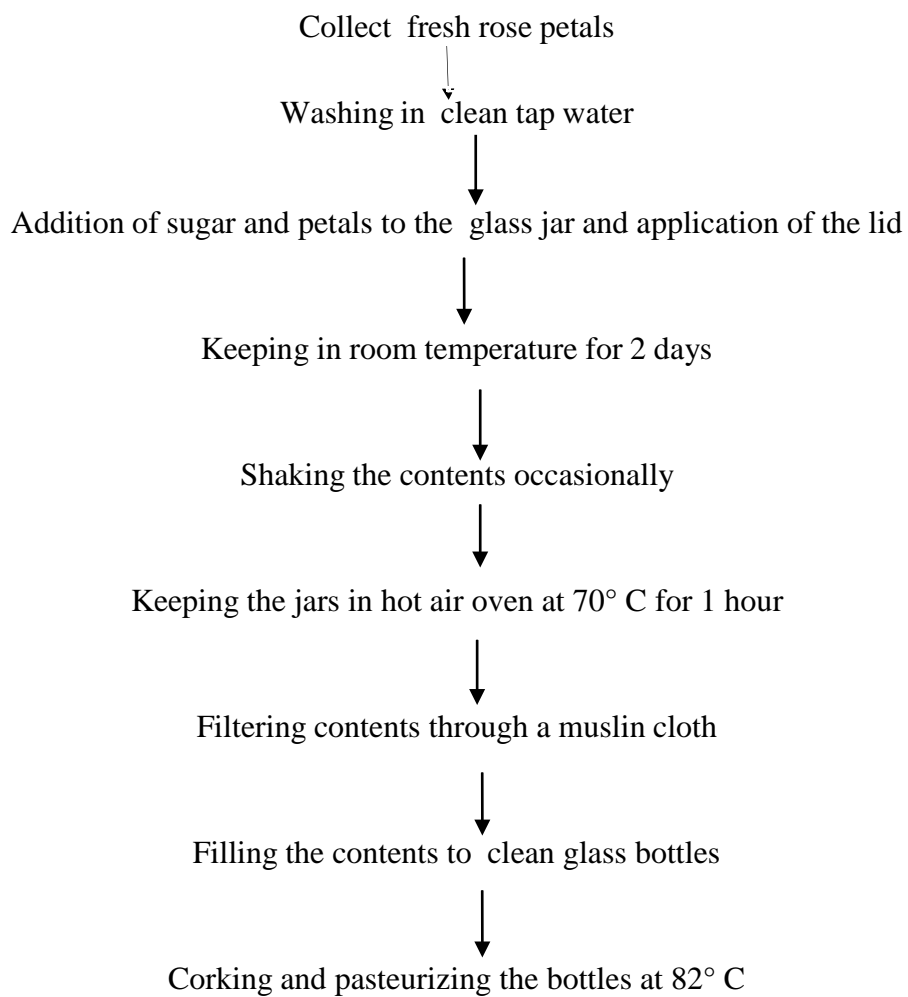 Collect fresh rose petals
Washing in clean tap water
Addition of sugar and petals to the glass jar and application of the lid
Keeping in room temperature for 2 days
Shaking the contents occasionally
Keeping the jars in hot air oven at 70° C for 1 hour
Filtering contents through a muslin cloth
Filling the contents to clean glass bottles
Corking and pasteurizing the bottles at 82° C